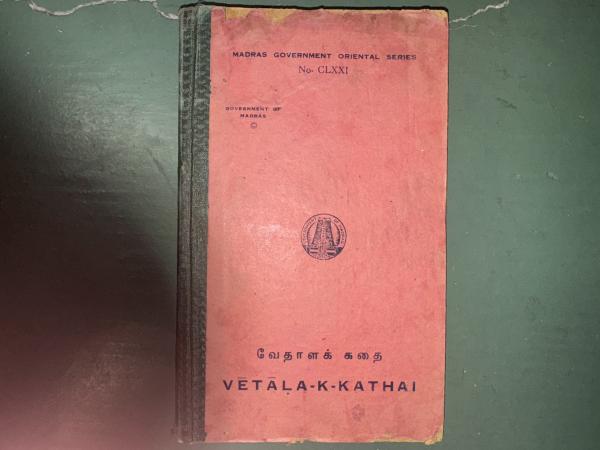 MADRAS GOVERNMENT ORIENTAL SERIES
No. CLXXI
GOVERNMENT OF
MADRAS
©
வேதாளக் கதை
VĒTĀḶA-K-KATHAI